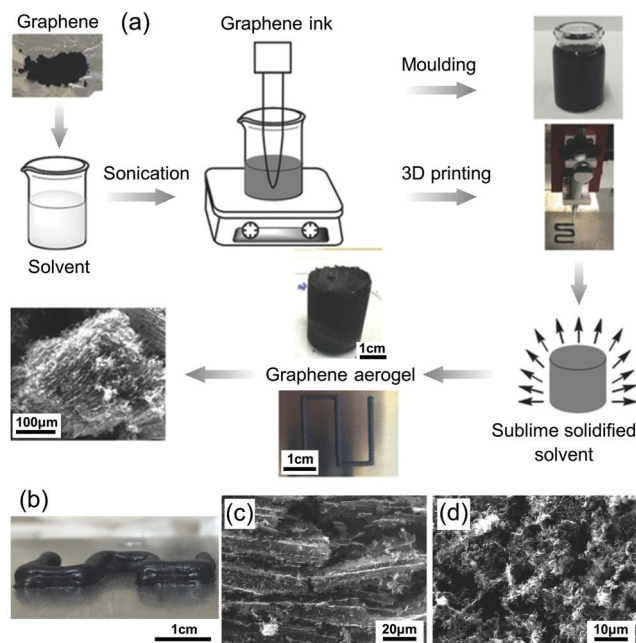 Graphene
(a)
Graphene ink
Moulding
Sonication
3D printing
Solvent
1cm
Graphene aerogel
100µm
1cm
Sublime solidified
solvent
(b)
1cm
(c)
20µm
(d)
10µm